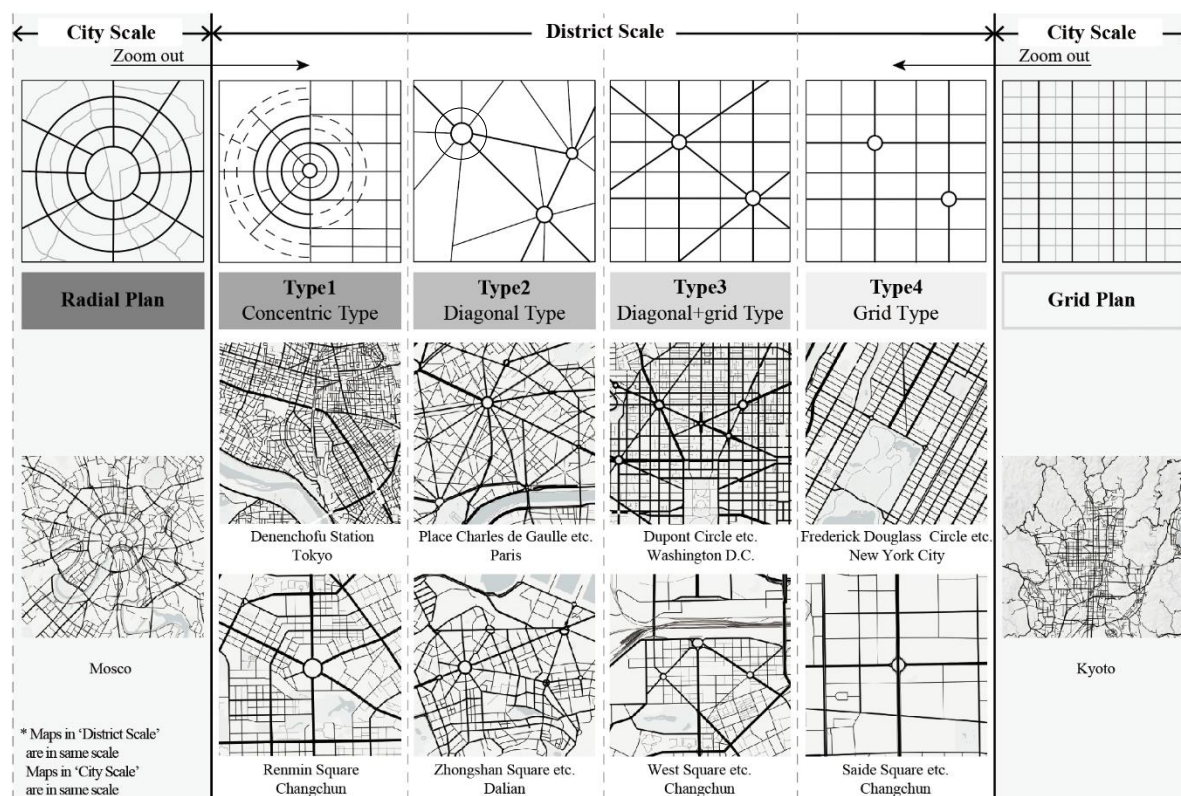 City Scale
District Scale
City Scale
Zoom out
Zoom out
Radial Plan
Type1
Concentric Type
Type2
Diagonal Type
Type3
Diagonal+grid Type
Type4
Grid Type
Grid Plan
Denenchofu Station
Tokyo
Place Charles de Gaulle etc.
Paris
Dupont Circle etc.
Washington D.C.
Frederick Douglass Circle etc.
New York City
Mosco
Kyoto
* Maps in ‘District Scale’
are in same scale
Maps in ‘City Scale’
are in same scale
Renmin Square
Changchun
Zhongshan Square etc.
Dalian
West Square etc.
Changchun
Saide Square etc.
Changchun